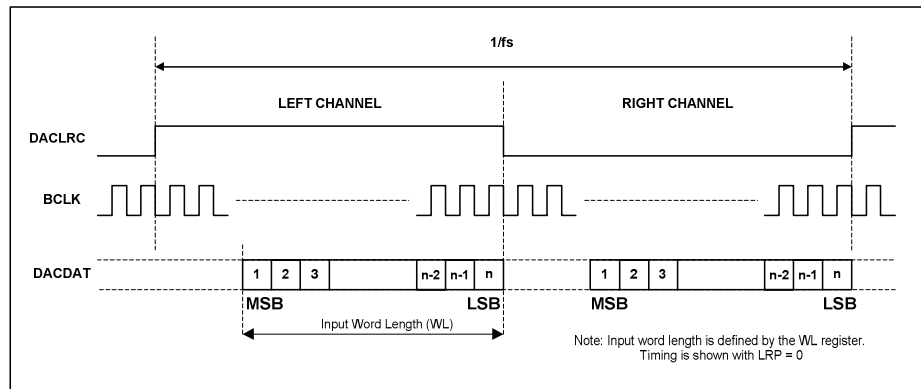 1/fs
LEFT CHANNEL RIGHT CHANNEL
DACLRC
BCLK
DACDAT 1 2 3 n-2 n-1 n 1 2 3 n-2 n-1 n
MSB LSB MSB LSB
Input Word Length (WL)
Note: Input word length is defined by the WL register.
Timing is shown with LRP = 0